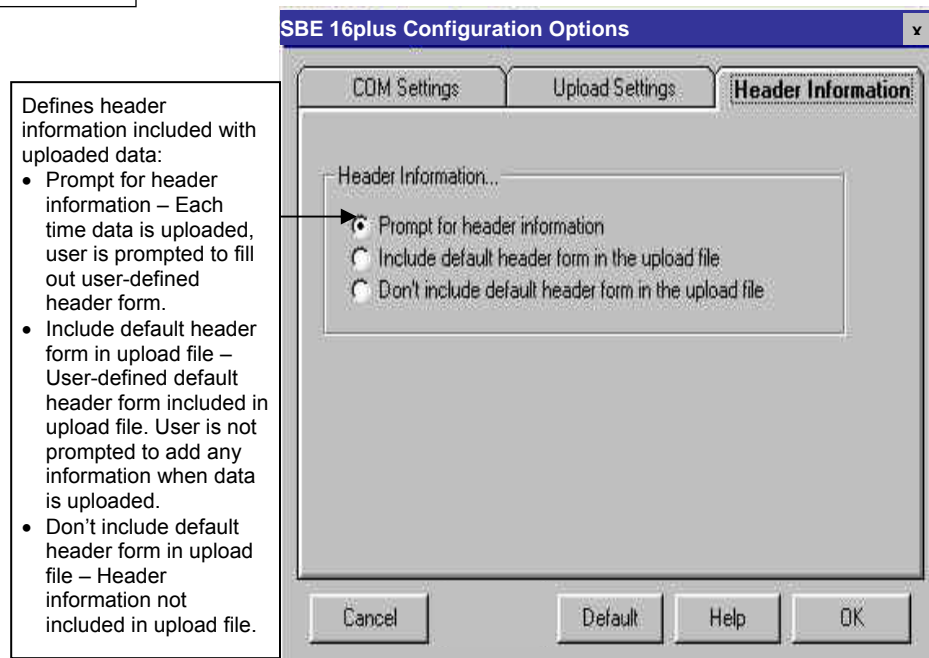 SBE 16plus Configuration Options
x
COM Settings
Upload Settings
Header Information
Defines header
information included with
uploaded data:
• Prompt for header
information – Each
time data is uploaded,
user is prompted to fill
out user-defined
header form.
• Include default header
form in upload file –
User-defined default
header form included in
upload file. User is not
prompted to add any
information when data
is uploaded.
• Don't include default
header form in upload
file – Header
information not
included in upload file.
Header Information...
Prompt for header information
Include default header form in the upload file
Don't include default header form in the upload file
Cancel
Default
Help
OK